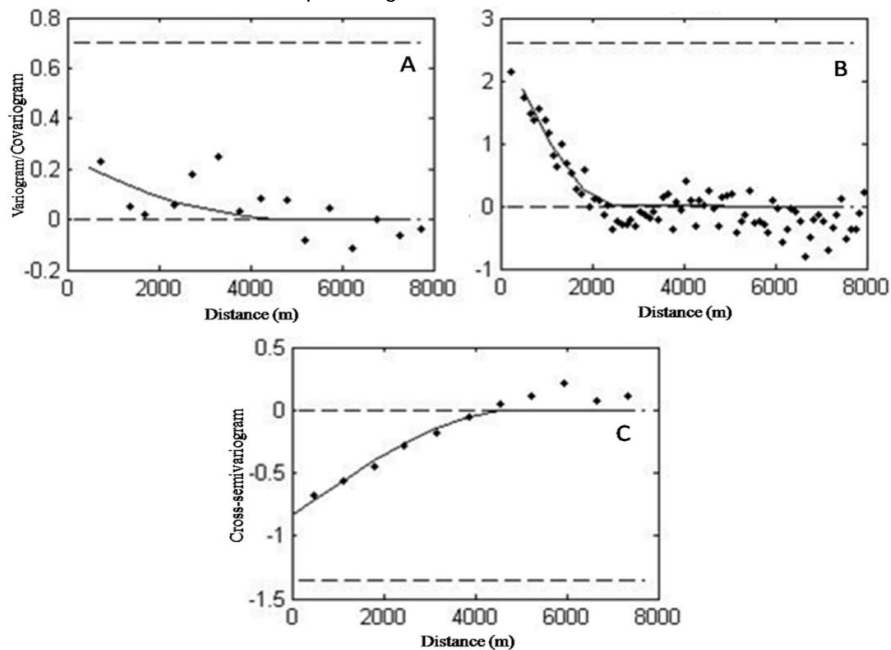 0.8
0.6
0.4
0.2
0
-0.2
Variogram/Covariogram
A
0 2000 4000 6000 8000
Distance (m)
3
2
1
0
-1
B
0 2000 4000 6000 8000
Distance (m)
0.5
0
-0.5
-1
-1.5
Cross-semivariogram
C
0 2000 4000 6000 8000
Distance (m)